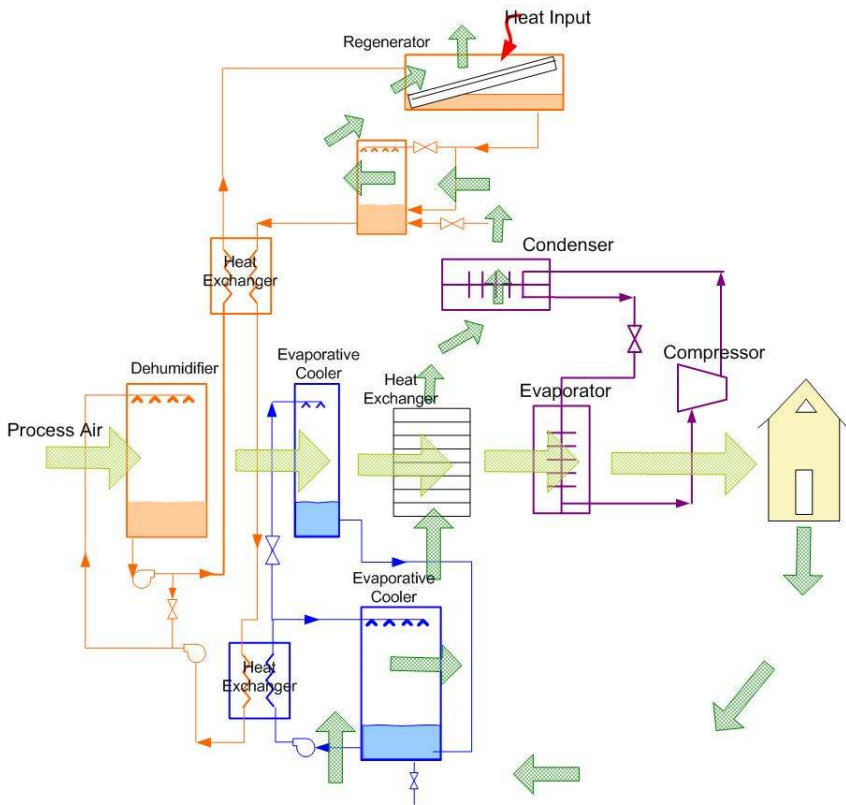 Heat Input
Regenerator
Condenser
Heat
Exchanger
Compressor
Evaporative
Cooler
Dehumidifier
Heat
Exchanger
Evaporator
Process Air
Evaporative
Cooler
Heat
Exchanger